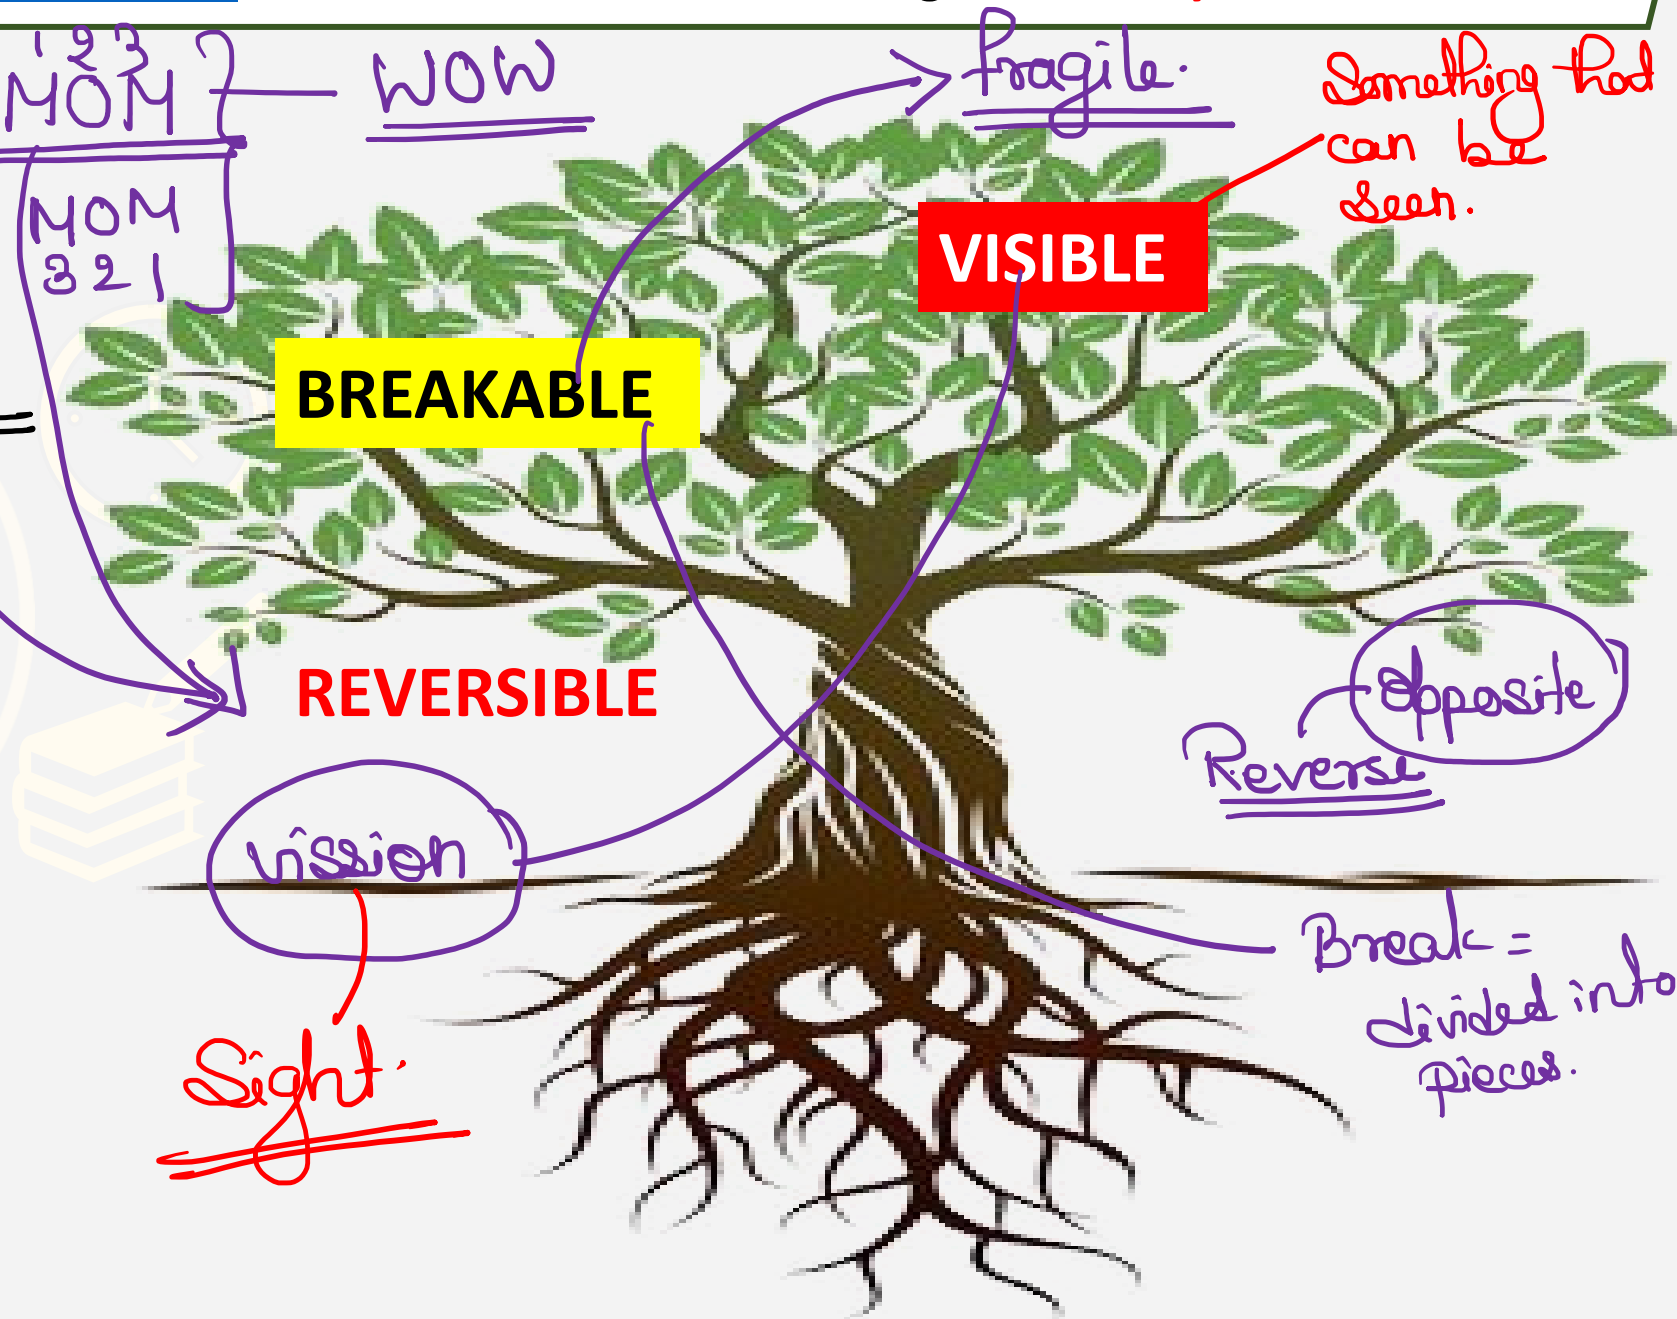 1 2 3
MOM
WOW
fragile.
Something that
can be
seen.
MOM
3 2 1
VISIBLE
BREAKABLE
=
REVERSIBLE
opposite
Reverse
vission
Break =
divided into
pieces.
Sight.